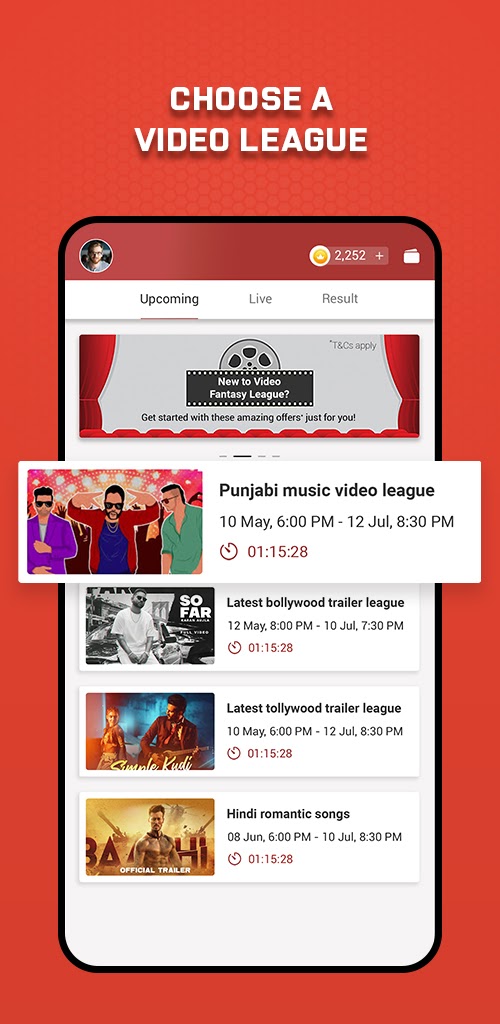 CHOOSE A
VIDEO LEAGUE
2,252 +
Upcoming
Live
Result
*T&Cs apply
New to Video
Fantasy League?
Get started with these amazing offers* just for you!
Punjabi music video league
10 May, 6:00 PM - 12 Jul, 8:30 PM
01:15:28
SO
FAR
KARAN AUJLA
FULL VIDEO
Latest bollywood trailer league
12 May, 8:00 PM - 10 Jul, 7:30 PM
01:15:28
Simple Kudi
Latest tollywood trailer league
10 May, 6:00 PM - 12 Jul, 8:30 PM
01:15:28
OFFICIAL TRAILER
Hindi romantic songs
08 Jun, 6:00 PM - 10 Jul, 8:30 PM
01:15:28